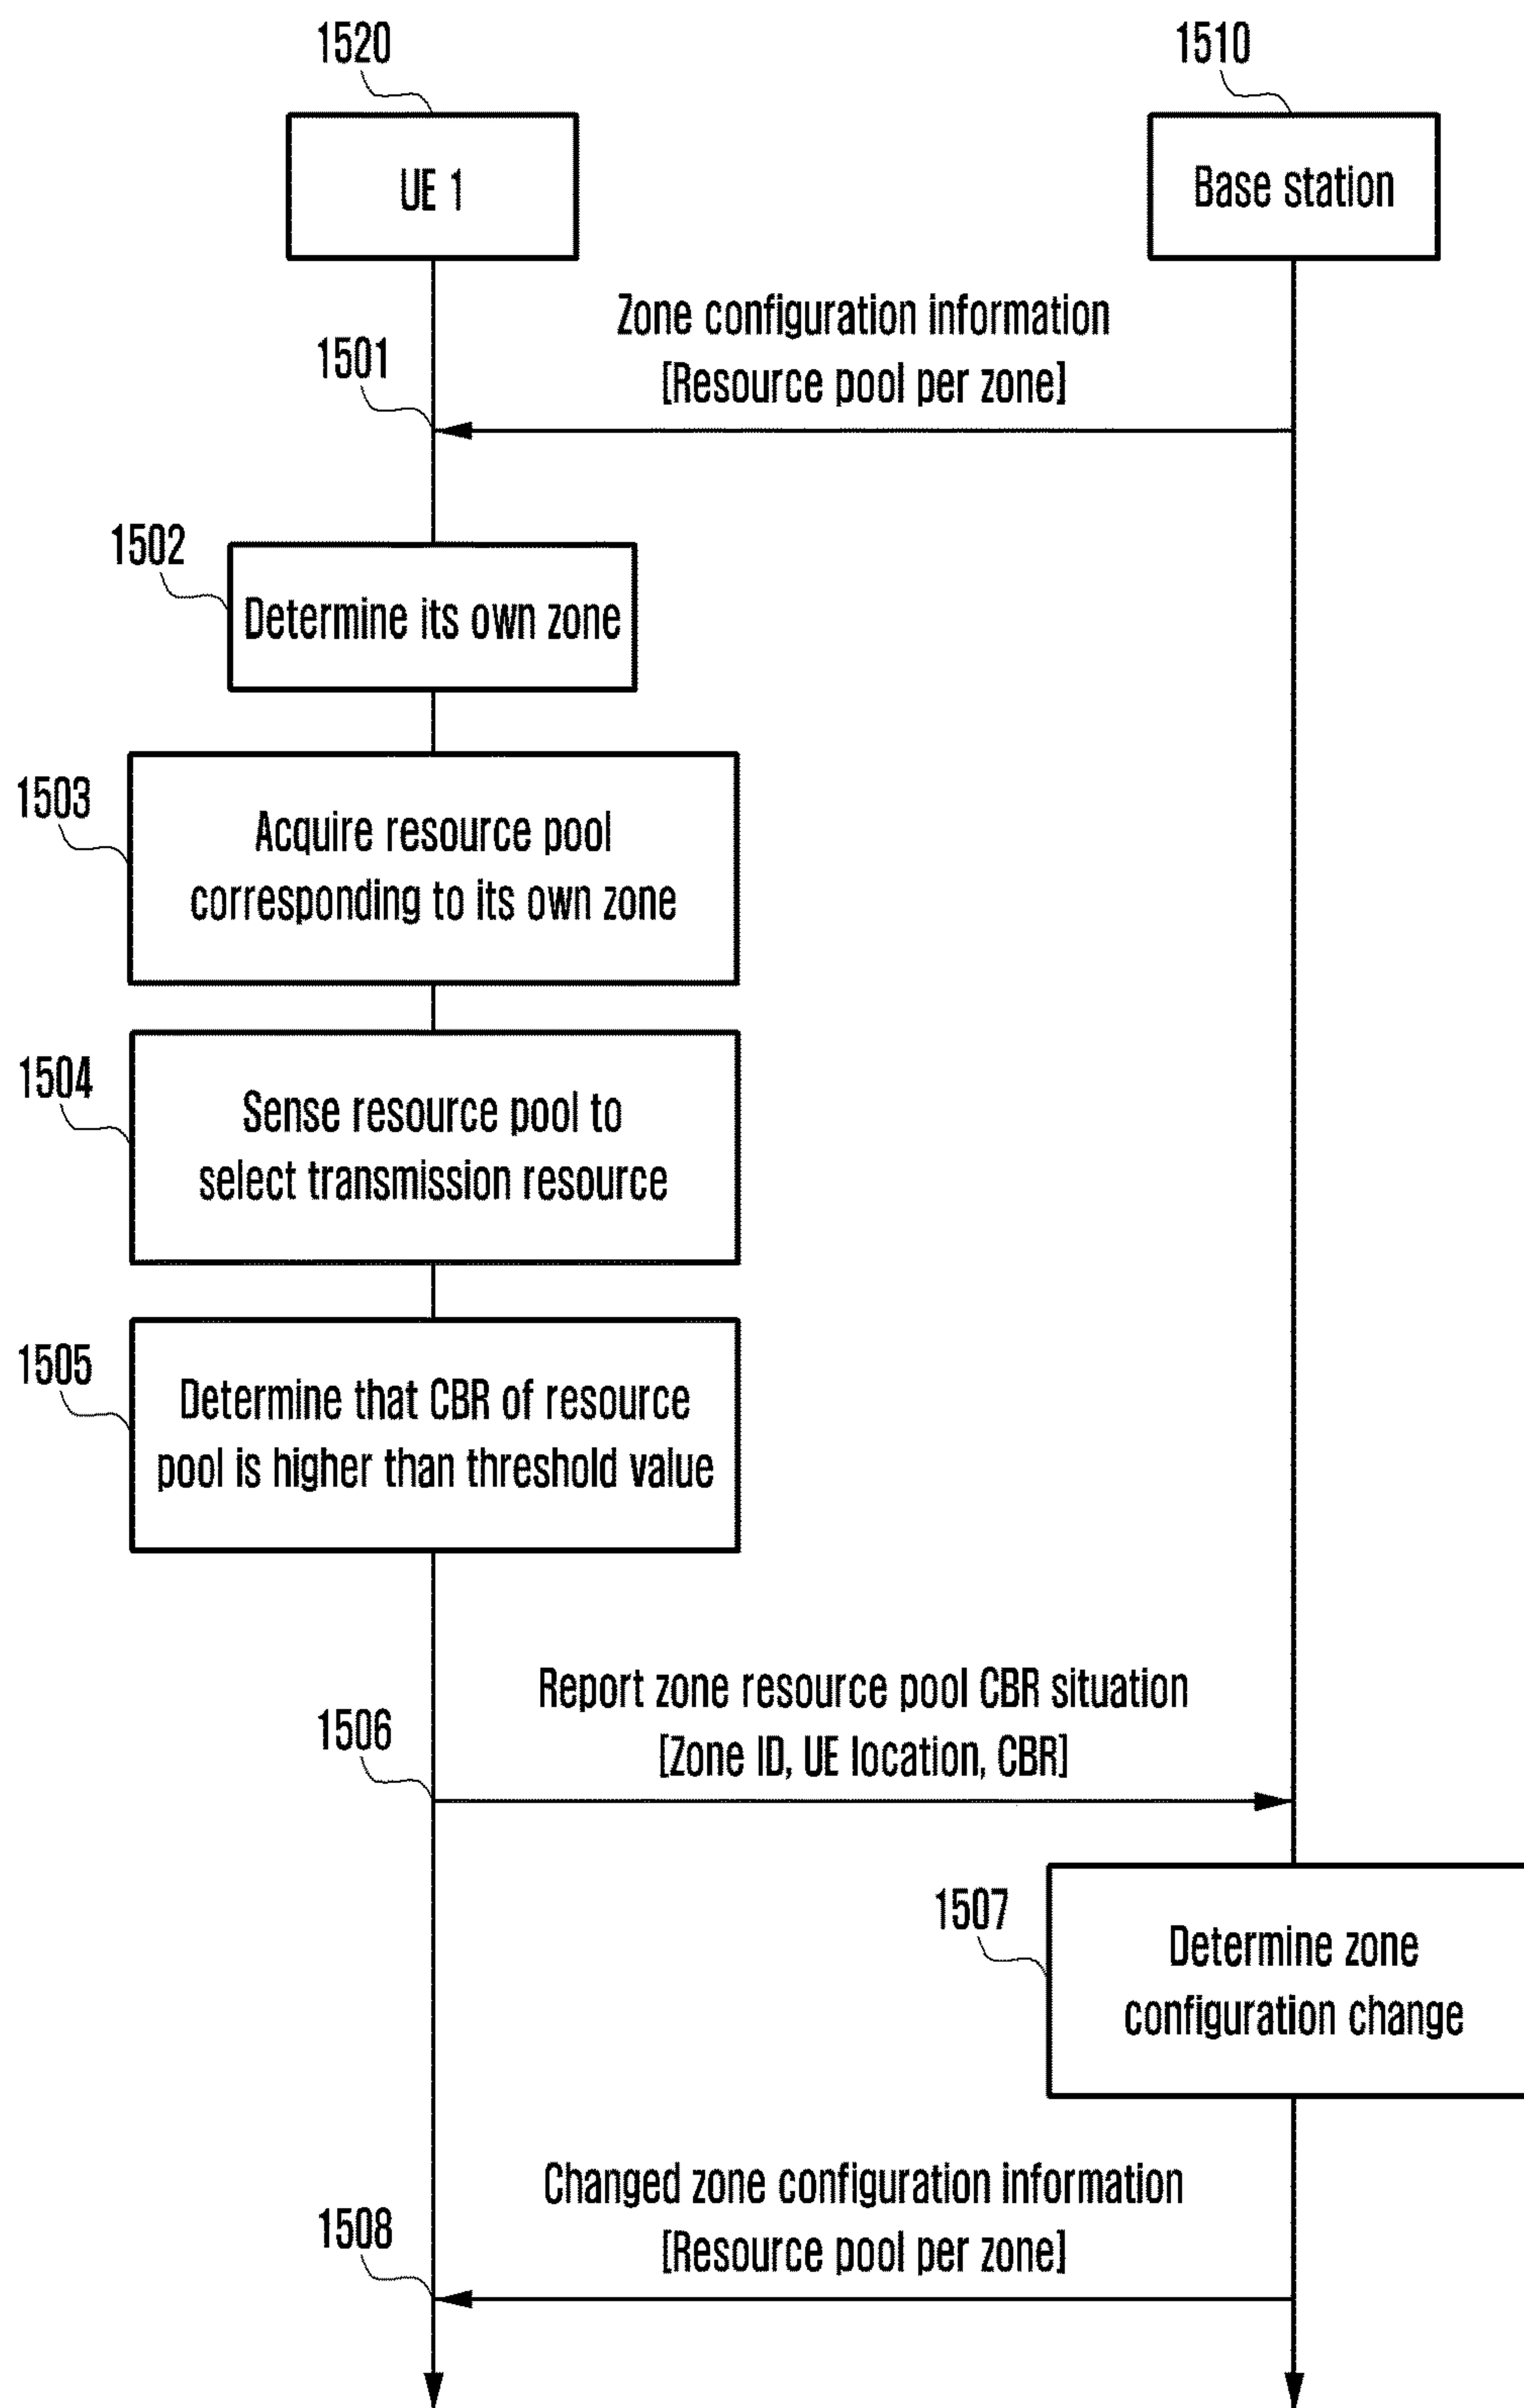 1520
1510
UE 1
Base station
Zone configuration information
[Resource pool per zone]
1501
1502
Determine its own zone
1503
Acquire resource pool
corresponding to its own zone
1504
Sense resource pool to
select transmission resource
1505
Determine that CBR of resource
pool is higher than threshold value
Report zone resource pool CBR situation
[Zone ID, UE location, CBR]
1506
1507
Determine zone
configuration change
Changed zone configuration information
[Resource pool per zone]
1508